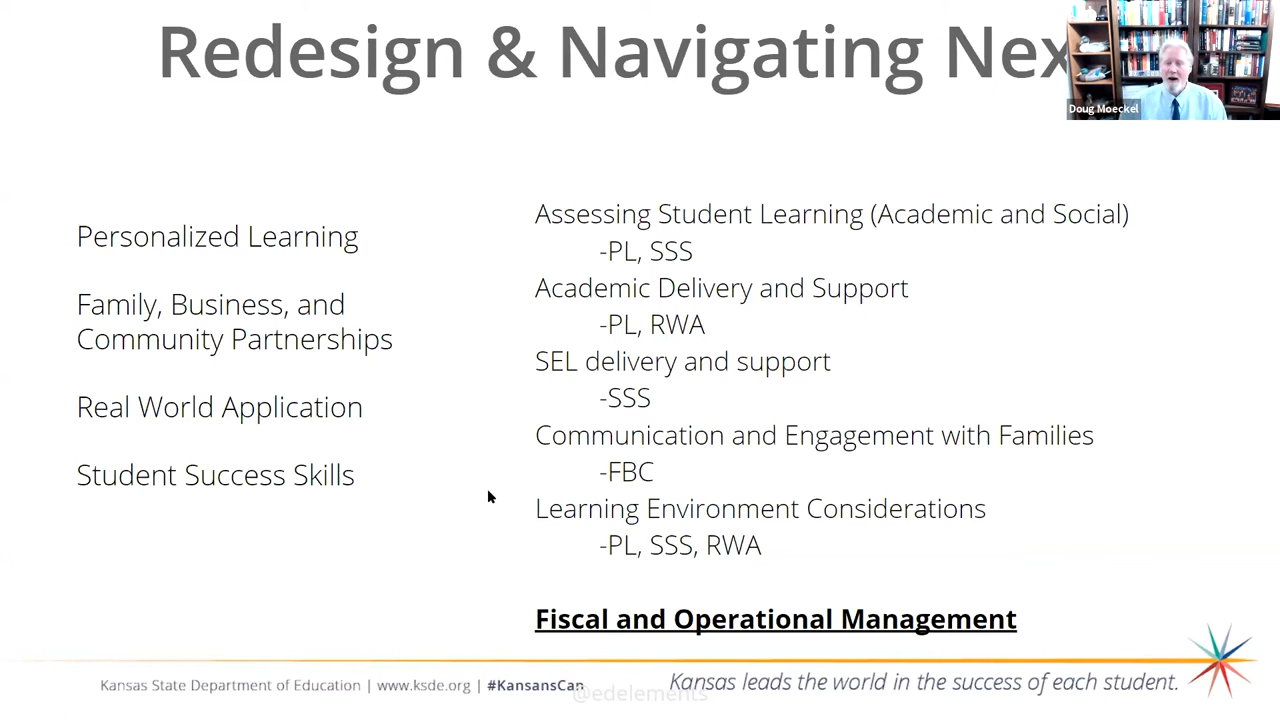 Redesign & Navigating Nex
Doug Moeckel
Personalized Learning
Family, Business, and
Community Partnerships
Real World Application
Student Success Skills
Assessing Student Learning (Academic and Social)
-PL, SSS
Academic Delivery and Support
-PL, RWA
SEL delivery and support
-SSS
Communication and Engagement with Families
-FBC
Learning Environment Considerations
-PL, SSS, RWA
Fiscal and Operational Management
Kansas State Department of Education | www.ksde.org | #KansansCan
@edelements
Kansas leads the world in the success of each student.